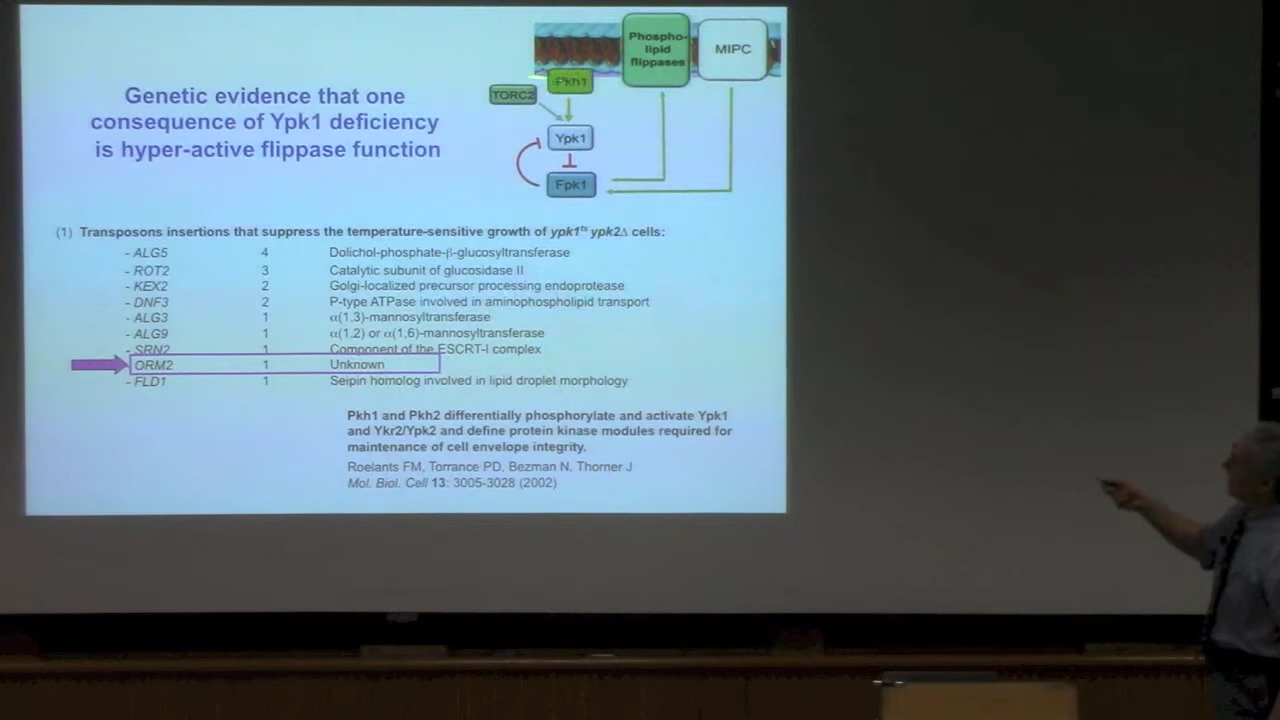 Phospho-
lipid
flippases
MIPC
Pkh1
TORC2
Ypk1
Fpk1
Genetic evidence that one
consequence of Ypk1 deficiency
is hyper-active flippase function
(1) Transposons insertions that suppress the temperature-sensitive growth of ypk1ts ypk2Δ cells:
- ALG5 4 Dolichol-phosphate-β-glucosyltransferase
- ROT2 3 Catalytic subunit of glucosidase II
- KEX2 2 Golgi-localized precursor processing endoprotease
- DNF3 2 P-type ATPase involved in aminophospholipid transport
- ALG3 1 α(1,3)-mannosyltransferase
- ALG9 1 α(1,2) or α(1,6)-mannosyltransferase
- SRN2 1 Component of the ESCRT-I complex
ORM2 1 Unknown
- FLD1 1 Seipin homolog involved in lipid droplet morphology
Pkh1 and Pkh2 differentially phosphorylate and activate Ypk1
and Ykr2/Ypk2 and define protein kinase modules required for
maintenance of cell envelope integrity.
Roelants FM, Torrance PD, Bezman N, Thorner J
Mol. Biol. Cell 13: 3005-3028 (2002)